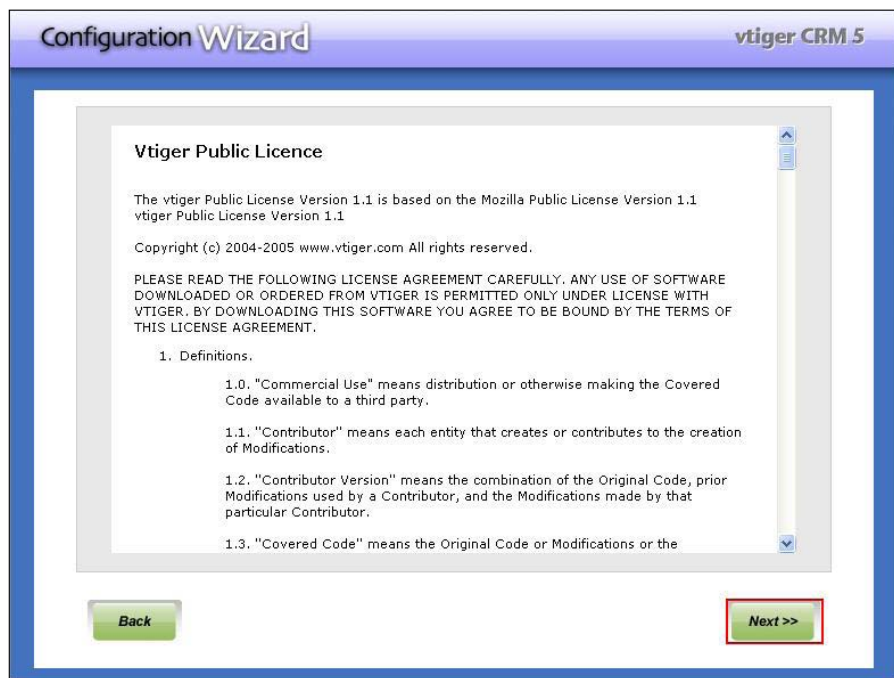 Configuration Wizard
vtiger CRM 5
Vtiger Public Licence
The vtiger Public License Version 1.1 is based on the Mozilla Public License Version 1.1
vtiger Public License Version 1.1
Copyright (c) 2004-2005 www.vtiger.com All rights reserved.
PLEASE READ THE FOLLOWING LICENSE AGREEMENT CAREFULLY. ANY USE OF SOFTWARE
DOWNLOADED OR ORDERED FROM VTIGER IS PERMITTED ONLY UNDER LICENSE WITH
VTIGER. BY DOWNLOADING THIS SOFTWARE YOU AGREE TO BE BOUND BY THE TERMS OF
THIS LICENSE AGREEMENT.
1. Definitions.
1.0. "Commercial Use" means distribution or otherwise making the Covered
Code available to a third party.
1.1. "Contributor" means each entity that creates or contributes to the creation
of Modifications.
1.2. "Contributor Version" means the combination of the Original Code, prior
Modifications used by a Contributor, and the Modifications made by that
particular Contributor.
1.3. "Covered Code" means the Original Code or Modifications or the
Back
Next >>